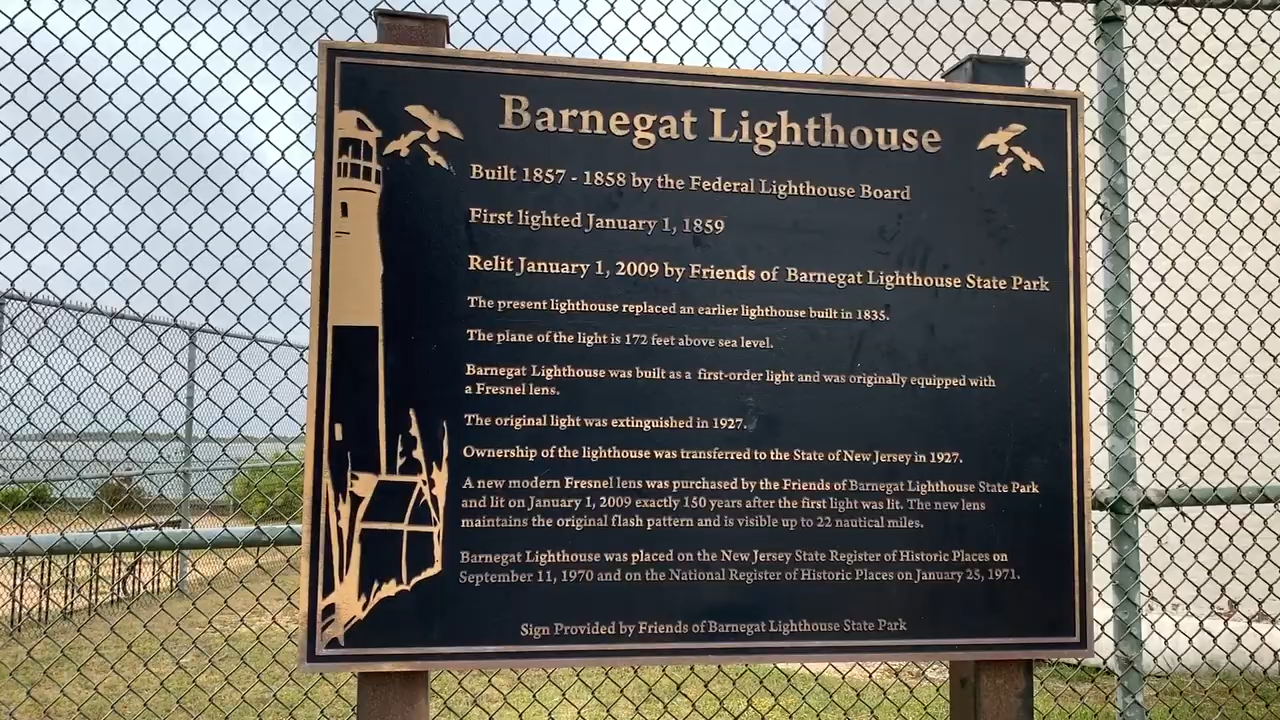 Barnegat Lighthouse
Built 1857 - 1858 by the Federal Lighthouse Board
First lighted January 1, 1859
Relit January 1, 2009 by Friends of Barnegat Lighthouse State Park
The present lighthouse replaced an earlier lighthouse built in 1835.
The plane of the light is 172 feet above sea level.
Barnegat Lighthouse was built as a first-order light and was originally equipped with
a Fresnel lens.
The original light was extinguished in 1927.
Ownership of the lighthouse was transferred to the State of New Jersey in 1927.
A new modern Fresnel lens was purchased by the Friends of Barnegat Lighthouse State Park
and lit on January 1, 2009 exactly 150 years after the first light was lit. The new lens
maintains the original flash pattern and is visible up to 22 nautical miles.
Barnegat Lighthouse was placed on the New Jersey State Register of Historic Places on
September 11, 1970 and on the National Register of Historic Places on January 25, 1971.
Sign Provided by Friends of Barnegat Lighthouse State Park